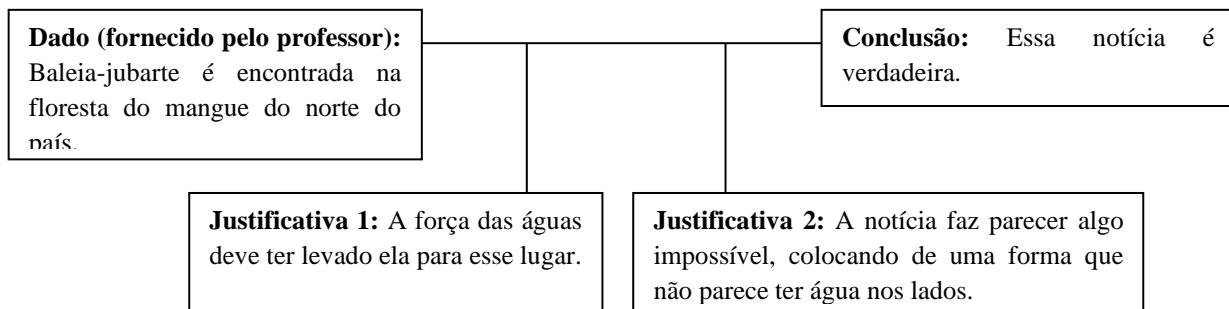 Dado (fornecido pelo professor):
Baleia-jubarte é encontrada na
floresta do mangue do norte do
país.
Conclusão: Essa notícia é
verdadeira.
Justificativa 1: A força das águas
deve ter levado ela para esse lugar.
Justificativa 2: A notícia faz parecer algo
impossível, colocando de uma forma que
não parece ter água nos lados.